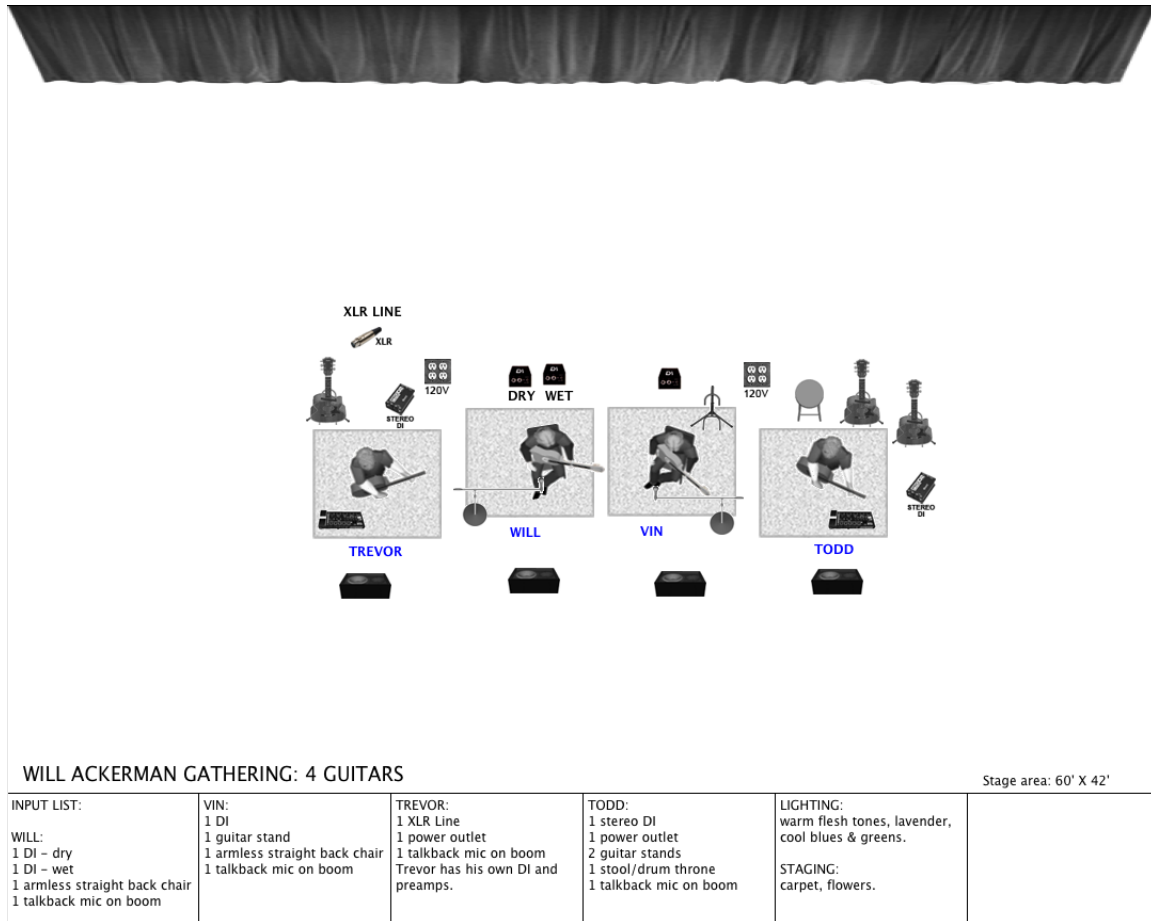 XLR LINE
XLR
120V
STEREO
DI
DRY WET
120V
STEREO
DI
TREVOR
WILL
VIN
TODD
WILL ACKERMAN GATHERING: 4 GUITARS
Stage area: 60' X 42'
INPUT LIST:
WILL:
1 DI – dry
1 DI – wet
1 armless straight back chair
1 talkback mic on boom
VIN:
1 DI
1 guitar stand
1 armless straight back chair
1 talkback mic on boom
TREVOR:
1 XLR Line
1 power outlet
1 talkback mic on boom
Trevor has his own DI and
preamps.
TODD:
1 stereo DI
1 power outlet
2 guitar stands
1 stool/drum throne
1 talkback mic on boom
LIGHTING:
warm flesh tones, lavender,
cool blues & greens.
STAGING:
carpet, flowers.